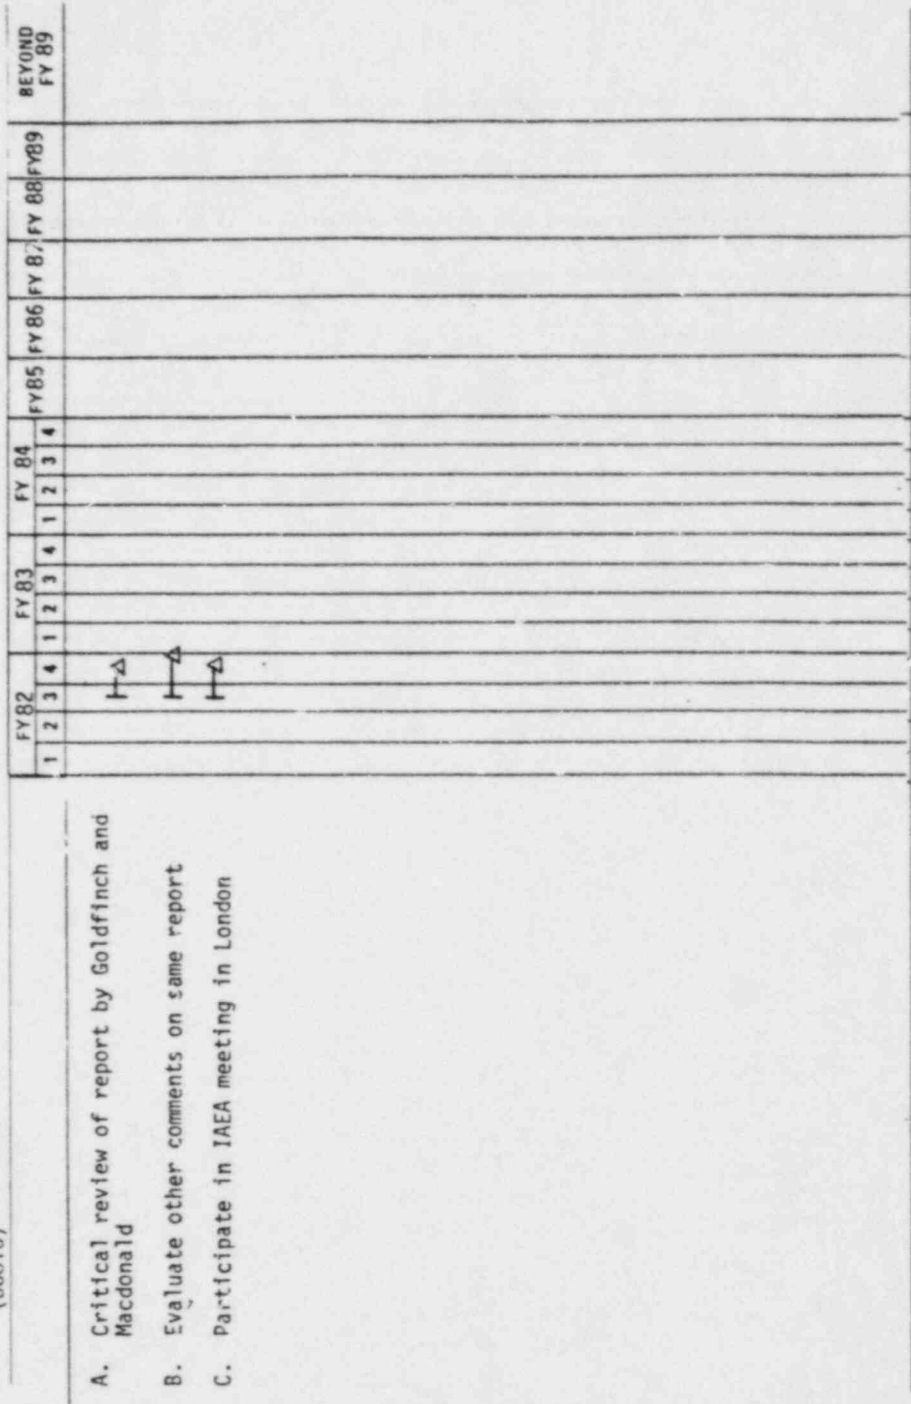 FY82 FY 83 FY 84 FY85 FY86 FY 87 FY 88 FY89 BEYOND
FY 89
1 2 3 4 1 2 3 4 1 2 3 4
A. Critical review of report by Goldfinch and
Macdonald
B. Evaluate other comments on same report
C. Participate in IAEA meeting in London